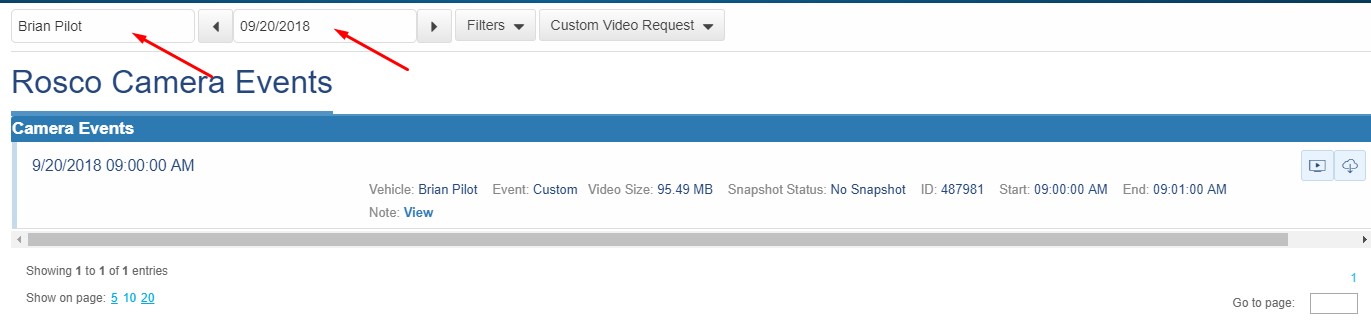 Brian Pilot 09/20/2018 Filters Custom Video Request
Rosco Camera Events
Camera Events
9/20/2018 09:00:00 AM
Vehicle: Brian Pilot Event: Custom Video Size: 95.49 MB Snapshot Status: No Snapshot ID: 487981 Start: 09:00:00 AM End: 09:01:00 AM
Note: View
Showing 1 to 1 of 1 entries
1
Show on page: 5 10 20
Go to page: